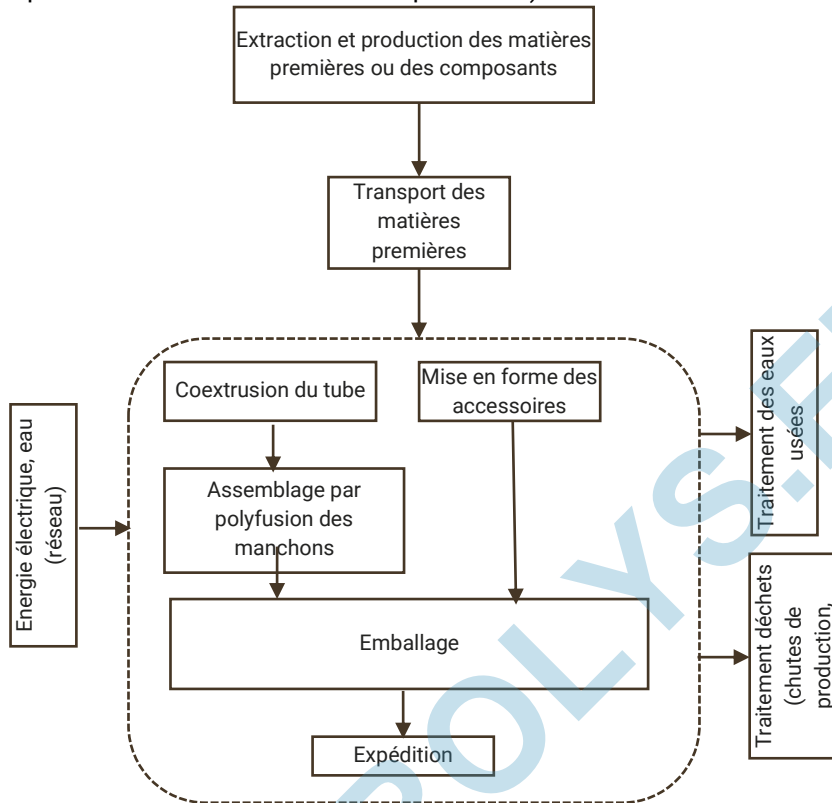 Extraction et production des matières
premières ou des composants
Transport des
matières
premières
Coextrusion du tube
Mise en forme des
accessoires
Energie électrique, eau
(réseau)
Assemblage par
polyfusion des
manchons
Emballage
Expédition
Traitement des eaux
usées
Traitement déchets
(chutes de
production,
POLYS.F